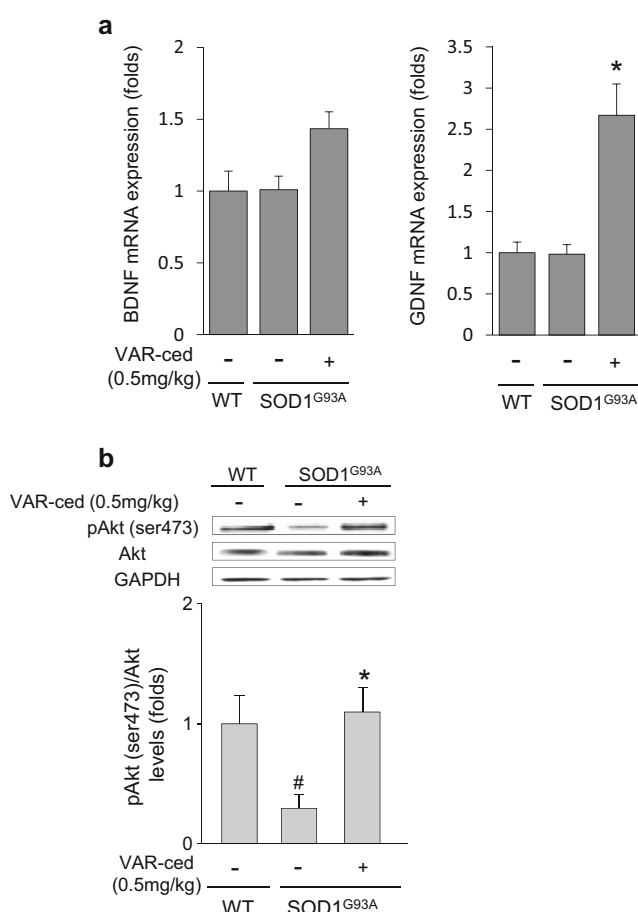 a
BDNF mRNA expression (folds)
2
1.5
1
0.5
0
VAR-ced
(0.5mg/kg)
- - +
WT SOD1G93A
GDNF mRNA expression (folds)
3.5
3
2.5
2
1.5
1
0.5
0
*
- - +
WT SOD1G93A
b
WT SOD1G93A
VAR-ced (0.5mg/kg) - - +
pAkt (ser473)
Akt
GAPDH
pAkt (ser473)/Akt
levels (folds)
2
1
0
#
*
VAR-ced
(0.5mg/kg)
- - +
WT SOD1G93A